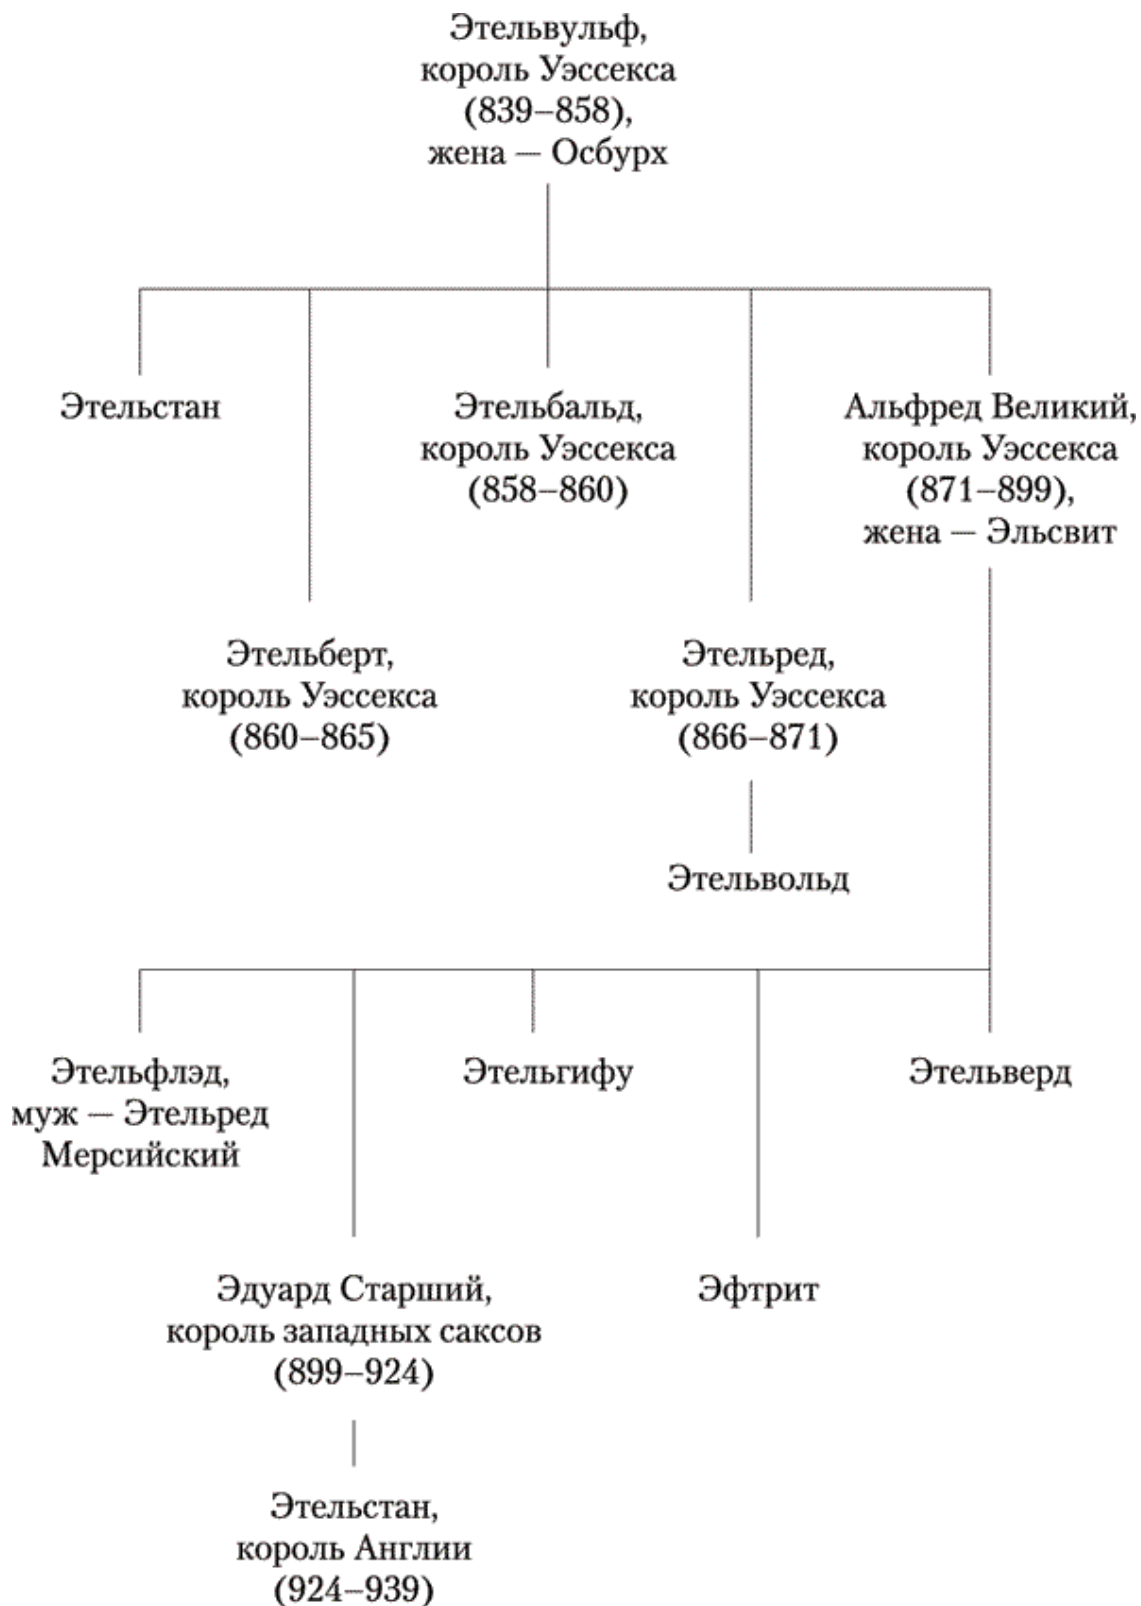 Этельвульф,
король Уэссекса
(839–858),
жена — Осбурх
Этельстан
Этельбальд,
король Уэссекса
(858–860)
Альфред Великий,
король Уэссекса
(871–899),
жена — Эльсвит
Этельберт,
король Уэссекса
(860–865)
Этельред,
король Уэссекса
(866–871)
Этельвольд
Этельфлэд,
муж — Этельред
Мерсийский
Этельгифу
Этельверд
Эдуард Старший,
король западных саксов
(899–924)
Эфтрит
Этельстан,
король Англии
(924–939)